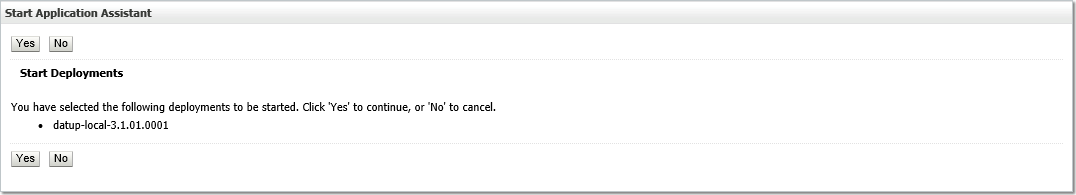 Start Application Assistant
Yes No
Start Deployments
You have selected the following deployments to be started. Click 'Yes' to continue, or 'No' to cancel.
• datup-local-3.1.01.0001
Yes No